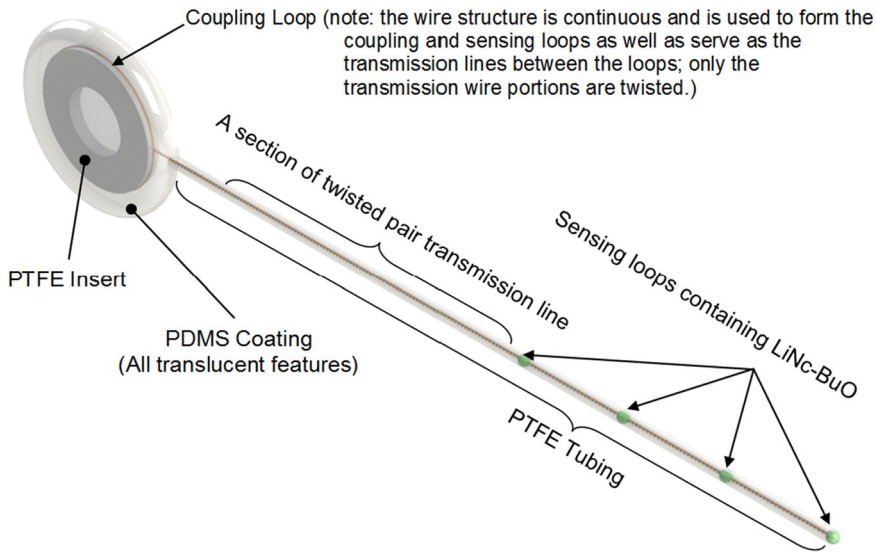 Coupling Loop (note: the wire structure is continuous and is used to form the
coupling and sensing loops as well as serve as the
transmission lines between the loops; only the
transmission wire portions are twisted.)
A section of twisted pair transmission line
Sensing loops containing LiNc-BuO
PTFE Insert
PDMS Coating
(All translucent features)
PTFE Tubing